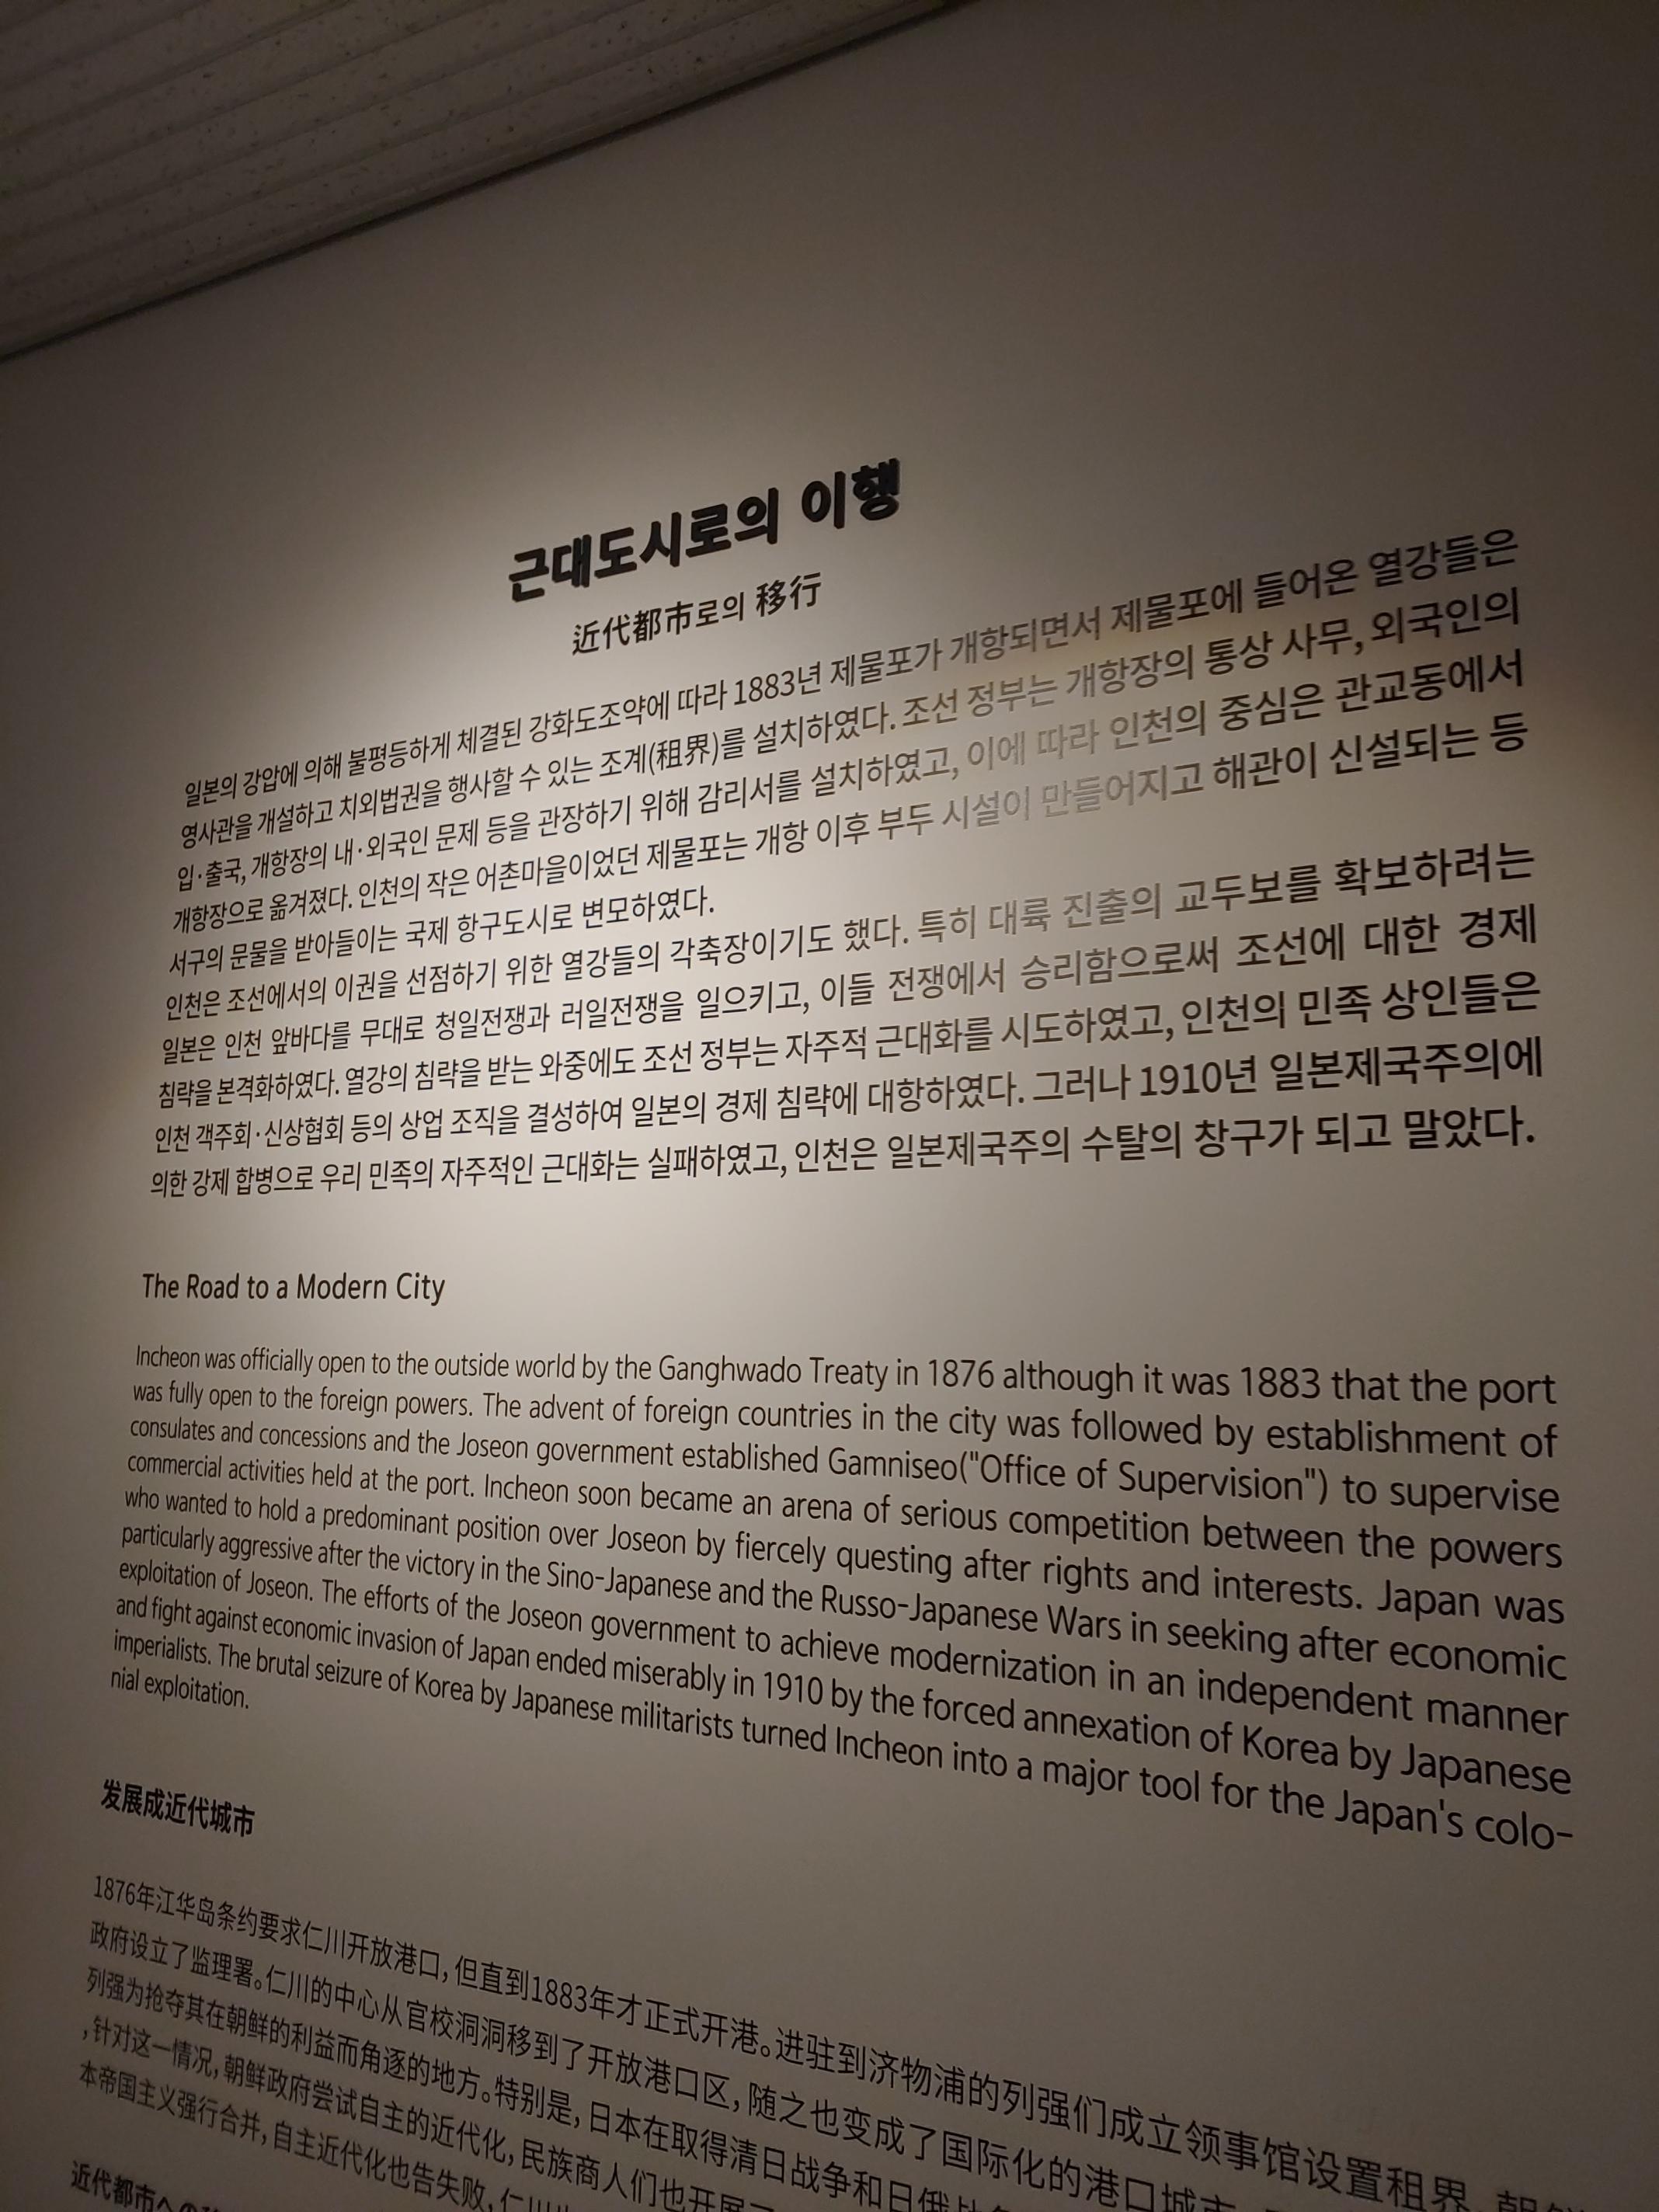 근대도시로의 이행
近代都市로의 移行
일본의 강압에 의해 불평등하게 체결된 강화도조약에 따라 1883년 제물포가 개항되면서 제물포에 들어온 열강들은
영사관을 개설하고 치외법권을 행사할 수 있는 조계(租界)를 설치하였다. 조선 정부는 개항장의 통상 사무, 외국인의
입·출국, 개항장의 내·외국인 문제 등을 관장하기 위해 감리서를 설치하였고, 이에 따라 인천의 중심은 관교동에서
개항장으로 옮겨졌다. 인천의 작은 어촌마을이었던 제물포는 개항 이후 부두 시설이 만들어지고 해관이 신설되는 등
서구의 문물을 받아들이는 국제 항구도시로 변모하였다.
인천은 조선에서의 이권을 선점하기 위한 열강들의 각축장이기도 했다. 특히 대륙 진출의 교두보를 확보하려는
일본은 인천 앞바다를 무대로 청일전쟁과 러일전쟁을 일으키고, 이들 전쟁에서 승리함으로써 조선에 대한 경제
침략을 본격화하였다. 열강의 침략을 받는 와중에도 조선 정부는 자주적 근대화를 시도하였고, 인천의 민족 상인들은
인천 객주회·신상협회 등의 상업 조직을 결성하여 일본의 경제 침략에 대항하였다. 그러나 1910년 일본제국주의에
의한 강제 합병으로 우리 민족의 자주적인 근대화는 실패하였고, 인천은 일본제국주의 수탈의 창구가 되고 말았다.
The Road to a Modern City
Incheon was officially open to the outside world by the Ganghwado Treaty in 1876 although it was 1883 that the port
was fully open to the foreign powers. The advent of foreign countries in the city was followed by establishment of
consulates and concessions and the Joseon government established Gamniseo("Office of Supervision") to supervise
commercial activities held at the port. Incheon soon became an arena of serious competition between the powers
who wanted to hold a predominant position over Joseon by fiercely questing after rights and interests. Japan was
particularly aggressive after the victory in the Sino-Japanese and the Russo-Japanese Wars in seeking after economic
exploitation of Joseon. The efforts of the Joseon government to achieve modernization in an independent manner
and fight against economic invasion of Japan ended miserably in 1910 by the forced annexation of Korea by Japanese
imperialists. The brutal seizure of Korea by Japanese militarists turned Incheon into a major tool for the Japan's colo-
nial exploitation.
发展成近代城市
1876年江华岛条约要求仁川开放港口, 但直到1883年才正式开港。进驻到济物浦的列强们成立领事馆设置租界, 朝鲜
政府设立了监理署。仁川的中心从官校洞洞移到了开放港口区, 随之也变成了国际化的港口城市
列强为抢夺其在朝鲜的利益而角逐的地方。特别是, 日本在取得清日战争和日俄
, 针对这一情况, 朝鲜政府尝试自主的近代化, 民族商人们也开展
本帝国主义强行合并, 自主近代化也告失败, 仁川
近代都市への